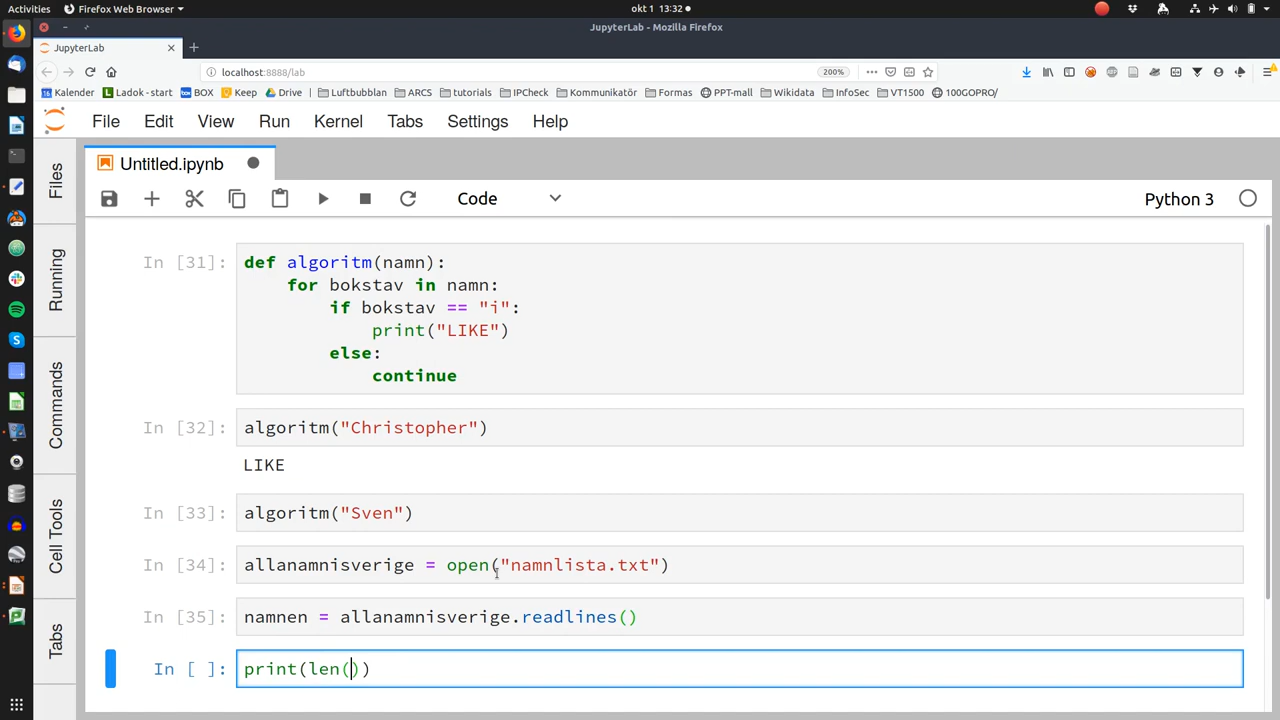 Activities Firefox Web Browser okt 1 13:32
JupyterLab - Mozilla Firefox
JupyterLab
localhost:8888/lab 200%
Kalender Ladok - start BOX Keep Drive Luftbubblan ARCS tutorials IPCheck Kommunikatör Formas PPT-mall Wikidata InfoSec VT1500 100GOPRO/
File Edit View Run Kernel Tabs Settings Help
Untitled.ipynb
Code Python 3
Files
Running
Commands
Cell Tools
Tabs
In [31]: def algoritm(namn):
for bokstav in namn:
if bokstav == "i":
print("LIKE")
else:
continue
In [32]: algoritm("Christopher")
LIKE
In [33]: algoritm("Sven")
In [34]: allanamnisverige = open("namnlista.txt")
In [35]: namnen = allanamnisverige.readlines()
In [ ]: print(len())